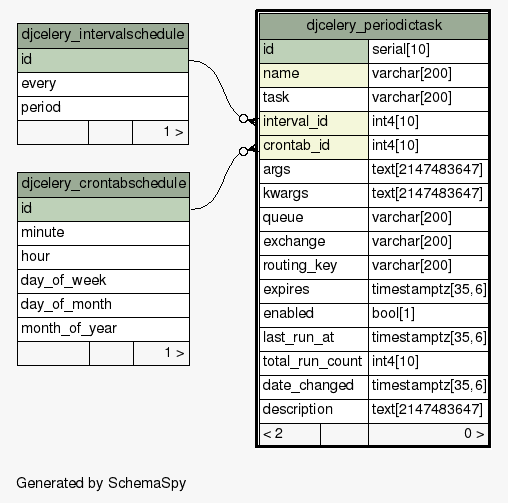 djcelery_intervalschedule
id
every
period
1 >
djcelery_crontabschedule
id
minute
hour
day_of_week
day_of_month
month_of_year
1 >
djcelery_periodictask
id serial[10]
name varchar[200]
task varchar[200]
interval_id int4[10]
crontab_id int4[10]
args text[2147483647]
kwargs text[2147483647]
queue varchar[200]
exchange varchar[200]
routing_key varchar[200]
expires timestamptz[35,6]
enabled bool[1]
last_run_at timestamptz[35,6]
total_run_count int4[10]
date_changed timestamptz[35,6]
description text[2147483647]
< 2 0 >
Generated by SchemaSpy